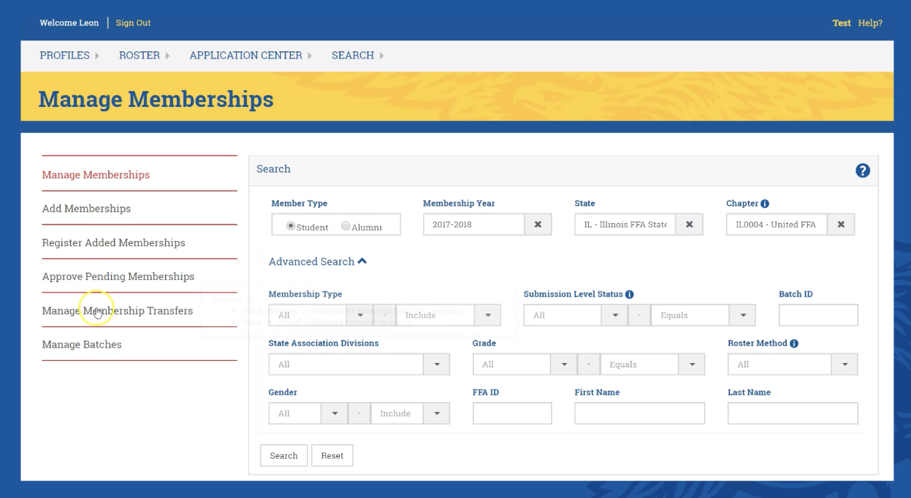 Welcome Leon | Sign Out
Test Help?
PROFILES ROSTER APPLICATION CENTER SEARCH
Manage Memberships
Manage Memberships
Add Memberships
Register Added Memberships
Approve Pending Memberships
Manage Membership Transfers
Manage Batches
Search
?
Member Type Membership Year State Chapter
Student Alumni 2017-2018 IL - Illinois FFA State IL0004 - United FFA
Advanced Search
Membership Type Submission Level Status Batch ID
All - Include All - Equals
State Association Divisions Grade Roster Method
All All - Equals All
Gender FFA ID First Name Last Name
All - Include
Search Reset